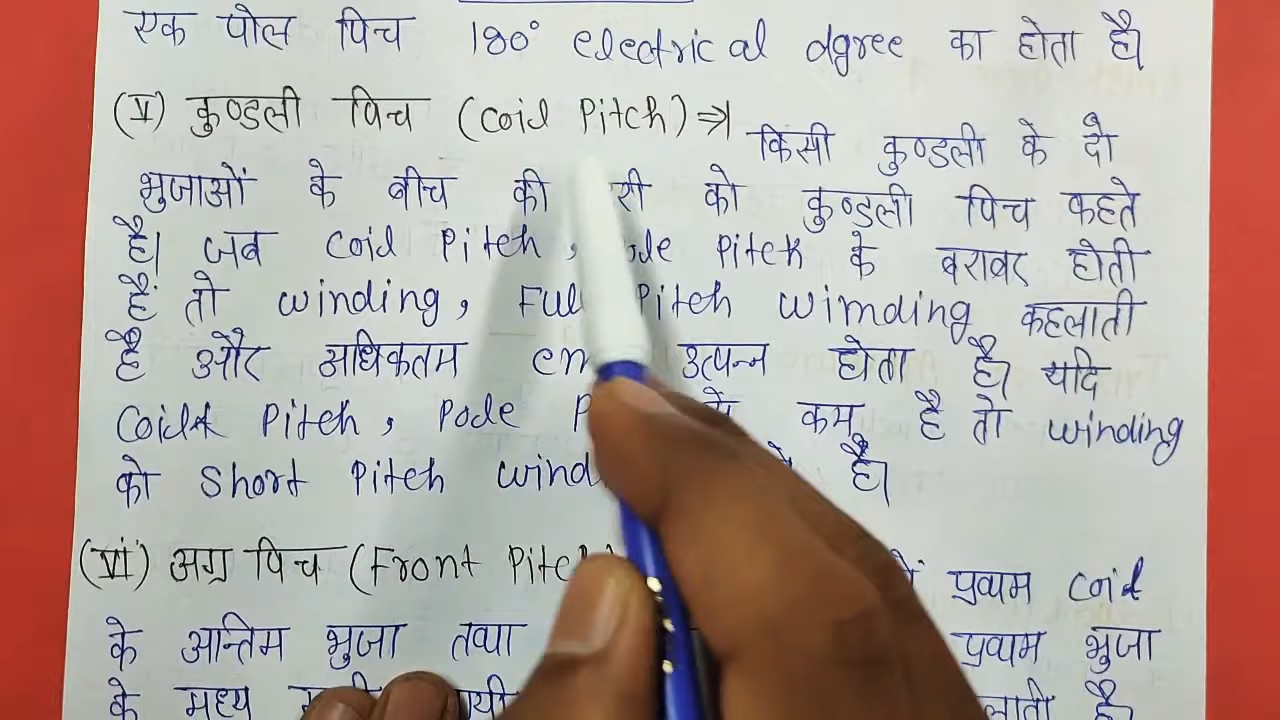 एक पोल पिच 180° electrical dgree का होता है।
(V) कुण्डली पिच (Coil Pitch) ⇒ किसी कुण्डली के दो
भुजाओं के बीच की को कुण्डली पिच कहते
है। जब Coil Pitch , Pitch के बराबर होती
हैं तो winding, Full Pitch winding कहलाती
है और अधिकतम उत्पन्न होता है। यदि
Coil Pitch , Pole कम है तो winding
को Short Pitch है।
(VI) अग्र पिच (Front प्रथम Coil
के अन्तिम भुजा तथा प्रथम भुजा
के मध्य है